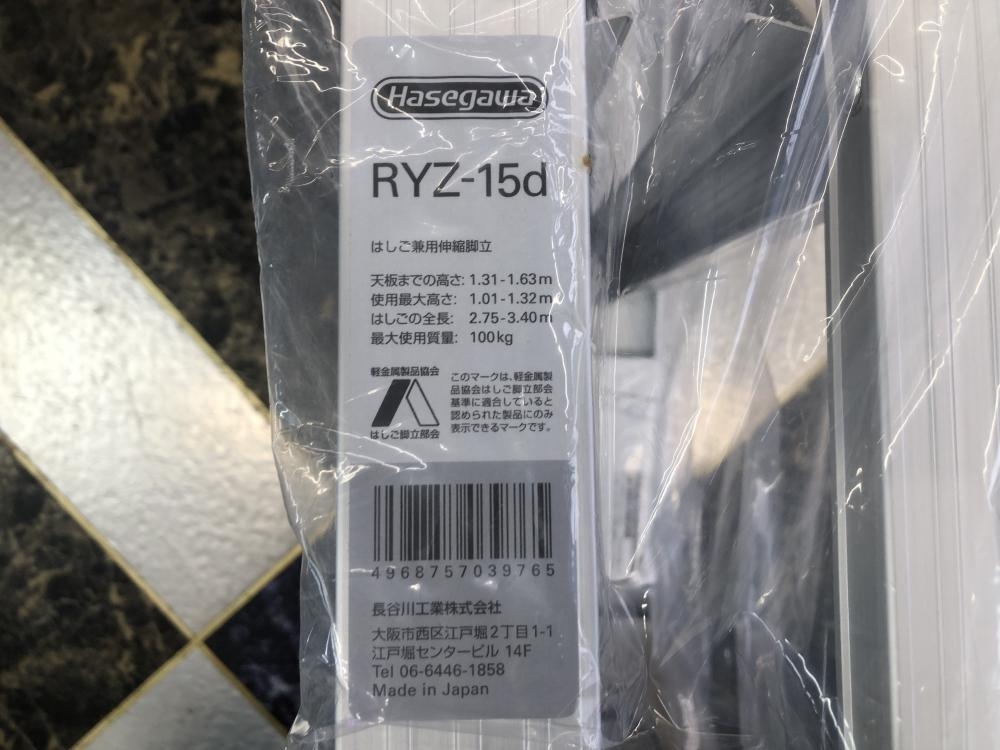 Hasegawa
RYZ-15d
はしご兼用伸縮脚立
天板までの高さ: 1.31-1.63m
使用最大高さ: 1.01-1.32m
はしごの全長: 2.75-3.40m
最大使用質量: 100kg
軽金属製品協会
はしご脚立部会
このマークは、軽金属製
品協会はしご脚立部会
基準に適合していると
認められた製品にのみ
表示できるマークです。
4968757039765
長谷川工業株式会社
大阪市西区江戸堀2丁目1-1
江戸堀センタービル 14F
Tel 06-6446-1858
Made in Japan